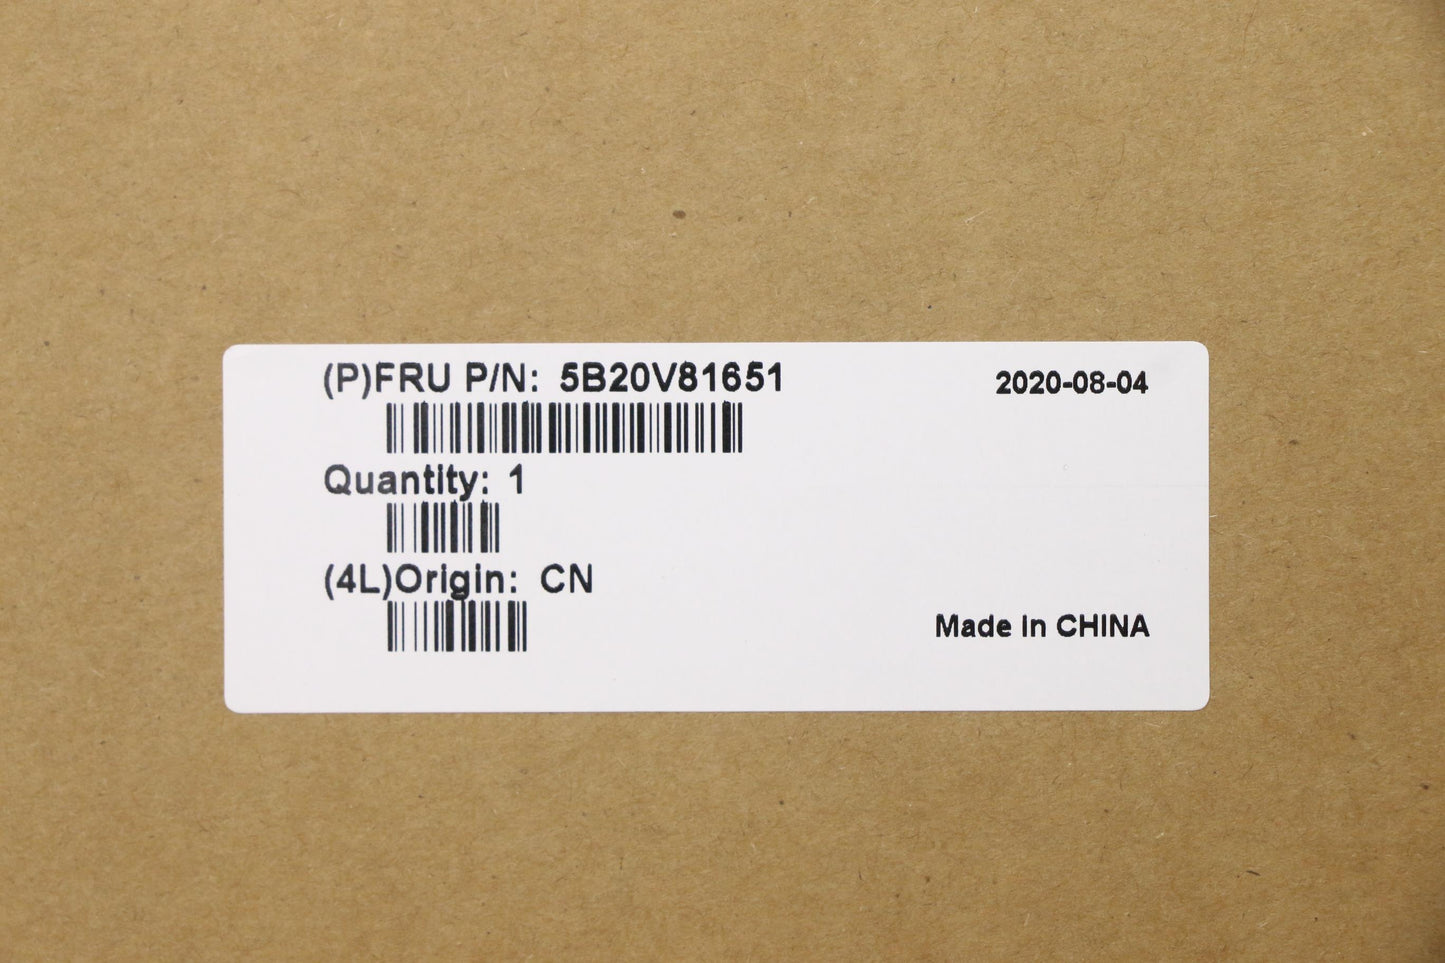 (P)FRU P/N: 5B20V81651
2020-08-04
Quantity: 1
(4L)Origin: CN
Made in CHINA